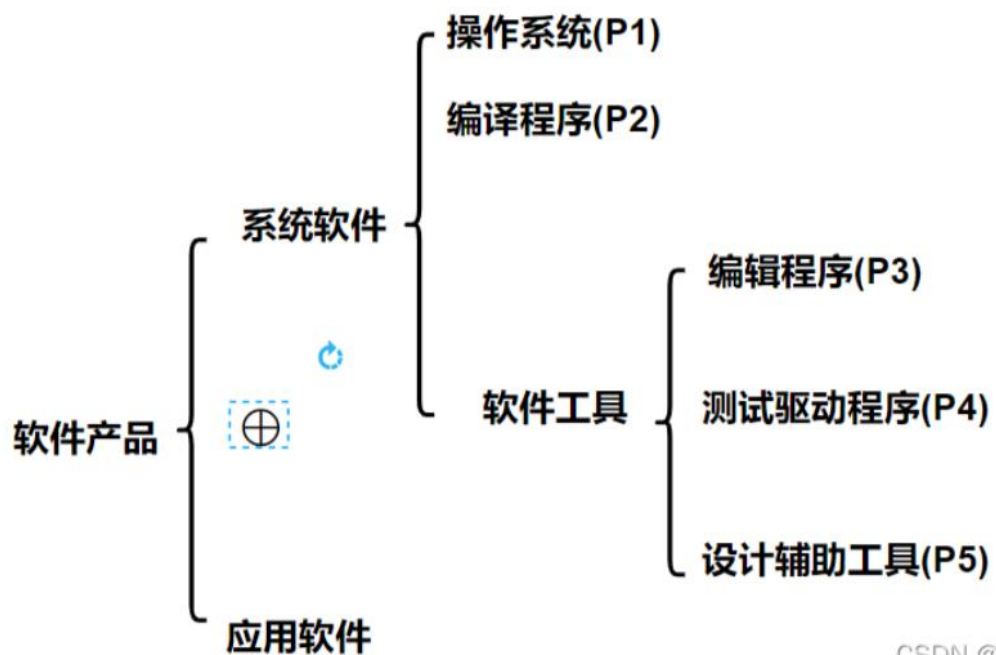 操作系统(P1)
编译程序(P2)
系统软件
编辑程序(P3)
软件工具
测试驱动程序(P4)
软件产品
设计辅助工具(P5)
应用软件
CSDN @